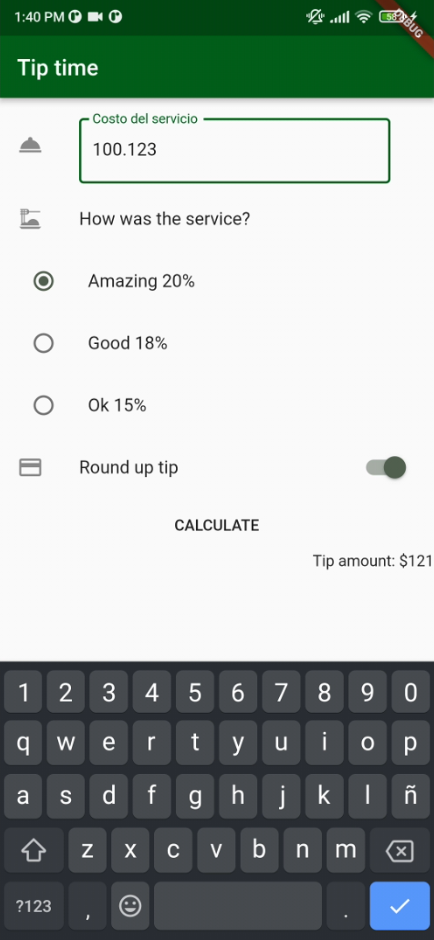 1:40 PM
58
DEBUG
Tip time
Costo del servicio
100.123
How was the service?
Amazing 20%
Good 18%
Ok 15%
Round up tip
CALCULATE
Tip amount: $121
1 2 3 4 5 6 7 8 9 0
q w e r t y u i o p
a s d f g h j k l ñ
z x c v b n m
?123 , .